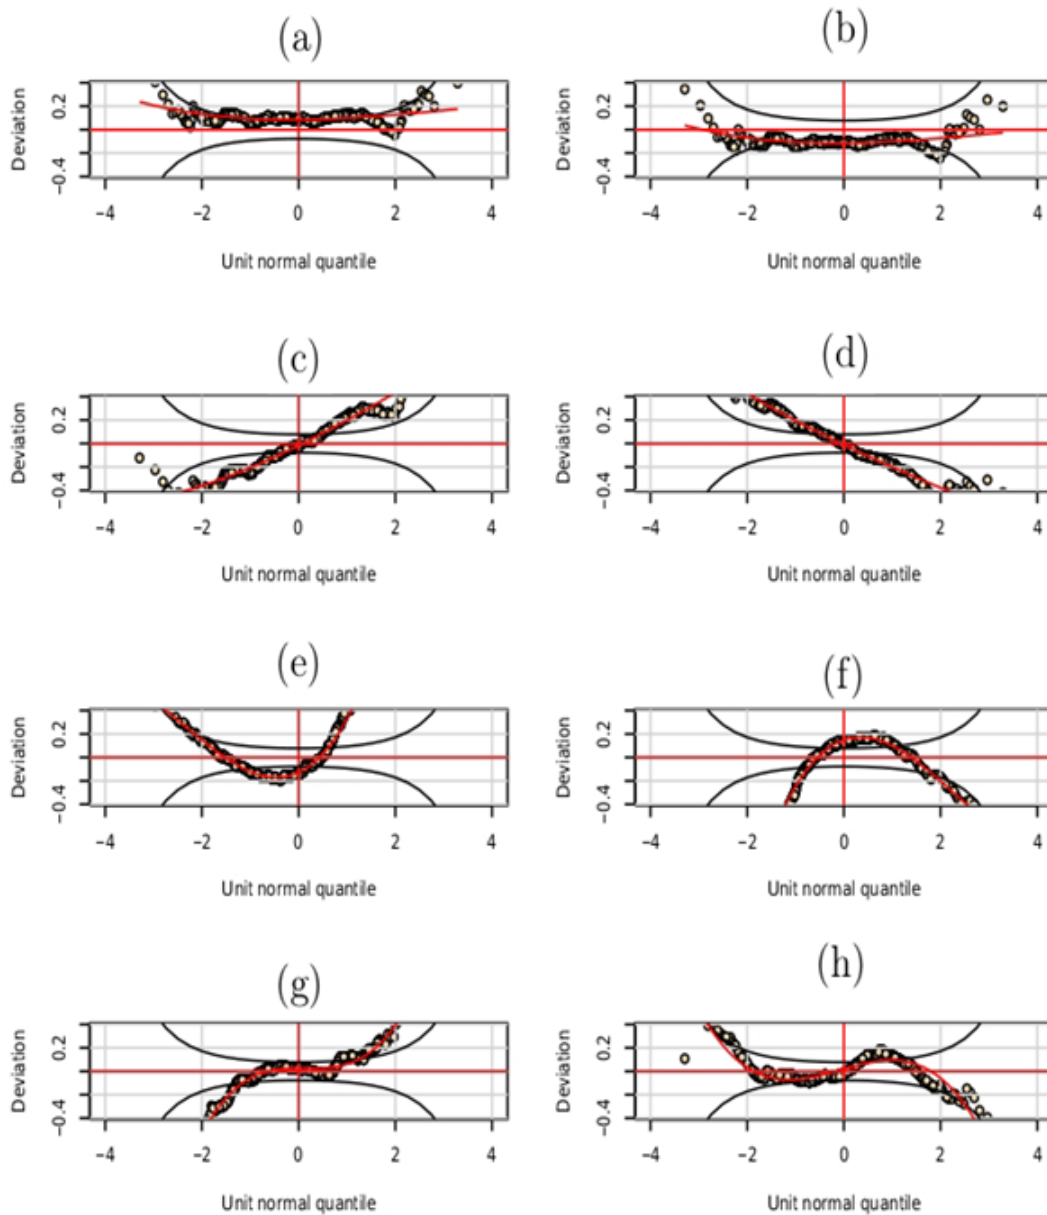 (a)
(b)
Deviation
0.2
-0.4
-4 -2 0 2 4
Unit normal quantile
Deviation
0.2
-0.4
-4 -2 0 2 4
Unit normal quantile
(c)
(d)
Deviation
0.2
-0.4
-4 -2 0 2 4
Unit normal quantile
Deviation
0.2
-0.4
-4 -2 0 2 4
Unit normal quantile
(e)
(f)
Deviation
0.2
-0.4
-4 -2 0 2 4
Unit normal quantile
Deviation
0.2
-0.4
-4 -2 0 2 4
Unit normal quantile
(g)
(h)
Deviation
0.2
-0.4
-4 -2 0 2 4
Unit normal quantile
Deviation
0.2
-0.4
-4 -2 0 2 4
Unit normal quantile